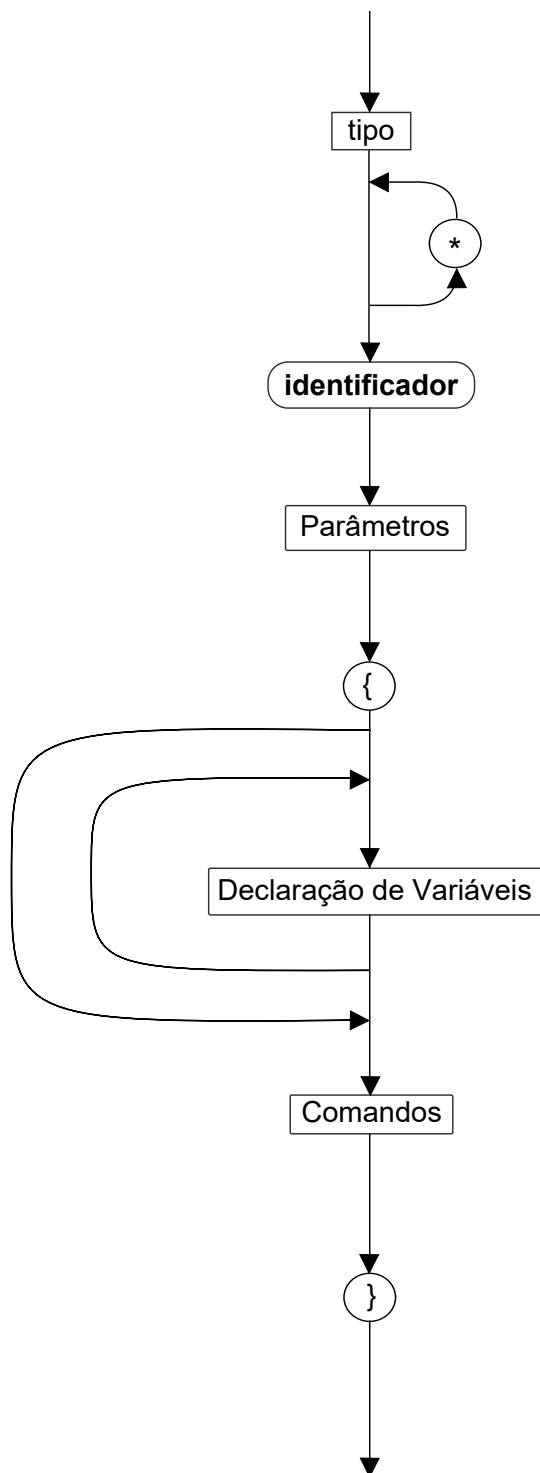 tipo
*
identificador
Parâmetros
{
Declaração de Variáveis
Comandos
}